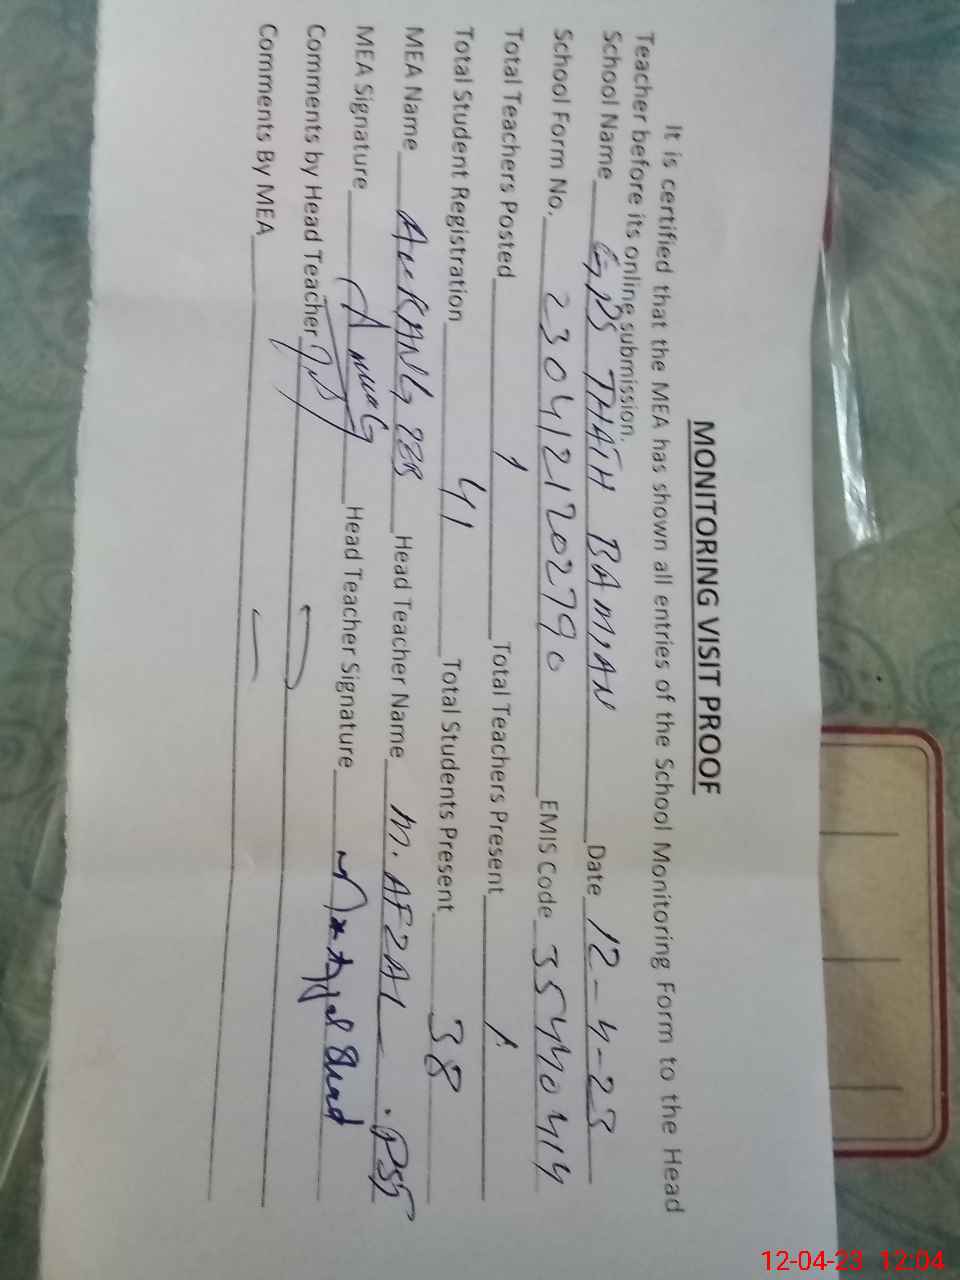 MONITORING VISIT PROOF
It is certified that the MEA has shown all entries of the School Monitoring Form to the Head
Teacher before its online submission.
School Name GPS THATH BAMIAN Date 12-4-23
School Form No. 2304121120279 EMIS Code 35440414
Total Teachers Posted 1 Total Teachers Present 1
Total Student Registration 41 Total Students Present 38
MEA Name Head Teacher Name M. AFZAL
MEA Signature Head Teacher Signature
Comments by Head Teacher
Comments By MEA
12-04-23 12:04